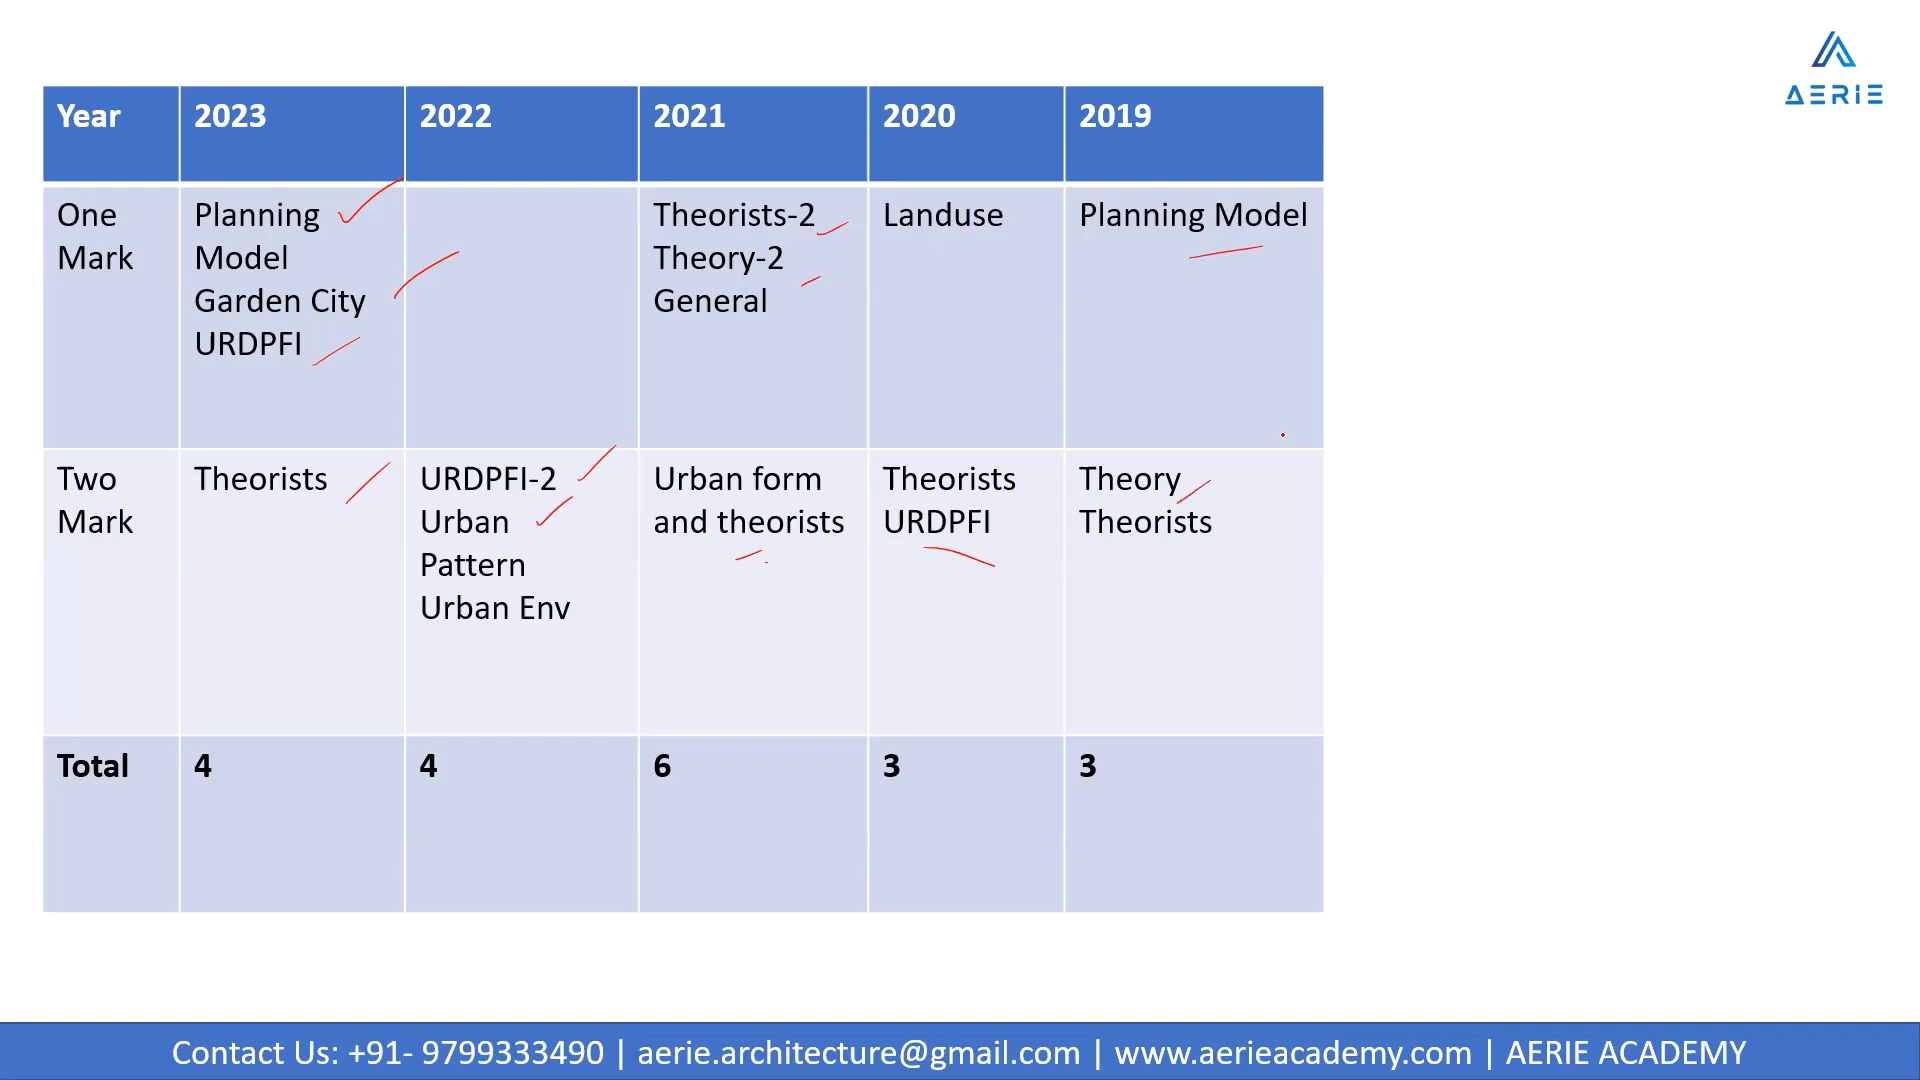 AERIE
Year 2023 2022 2021 2020 2019
One Mark
Planning Model
Garden City
URDPFI
Theorists-2
Theory-2
General
Landuse
Planning Model
Two Mark
Theorists
URDPFI-2
Urban Pattern
Urban Env
Urban form and theorists
Theorists
URDPFI
Theory
Theorists
Total 4 4 6 3 3
Contact Us: +91- 9799333490 | aerie.architecture@gmail.com | www.aerieacademy.com | AERIE ACADEMY